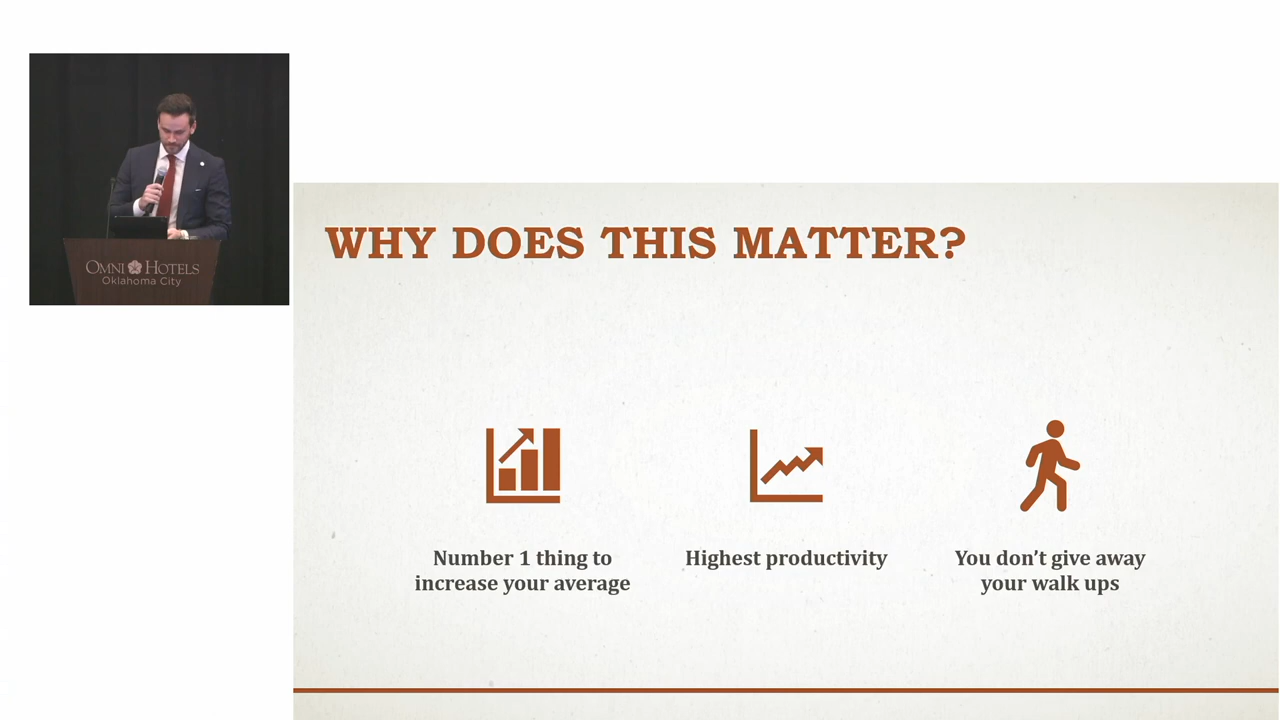 OMNI HOTELS
Oklahoma City
WHY DOES THIS MATTER?
Number 1 thing to
increase your average
Highest productivity
You don’t give away
your walk ups